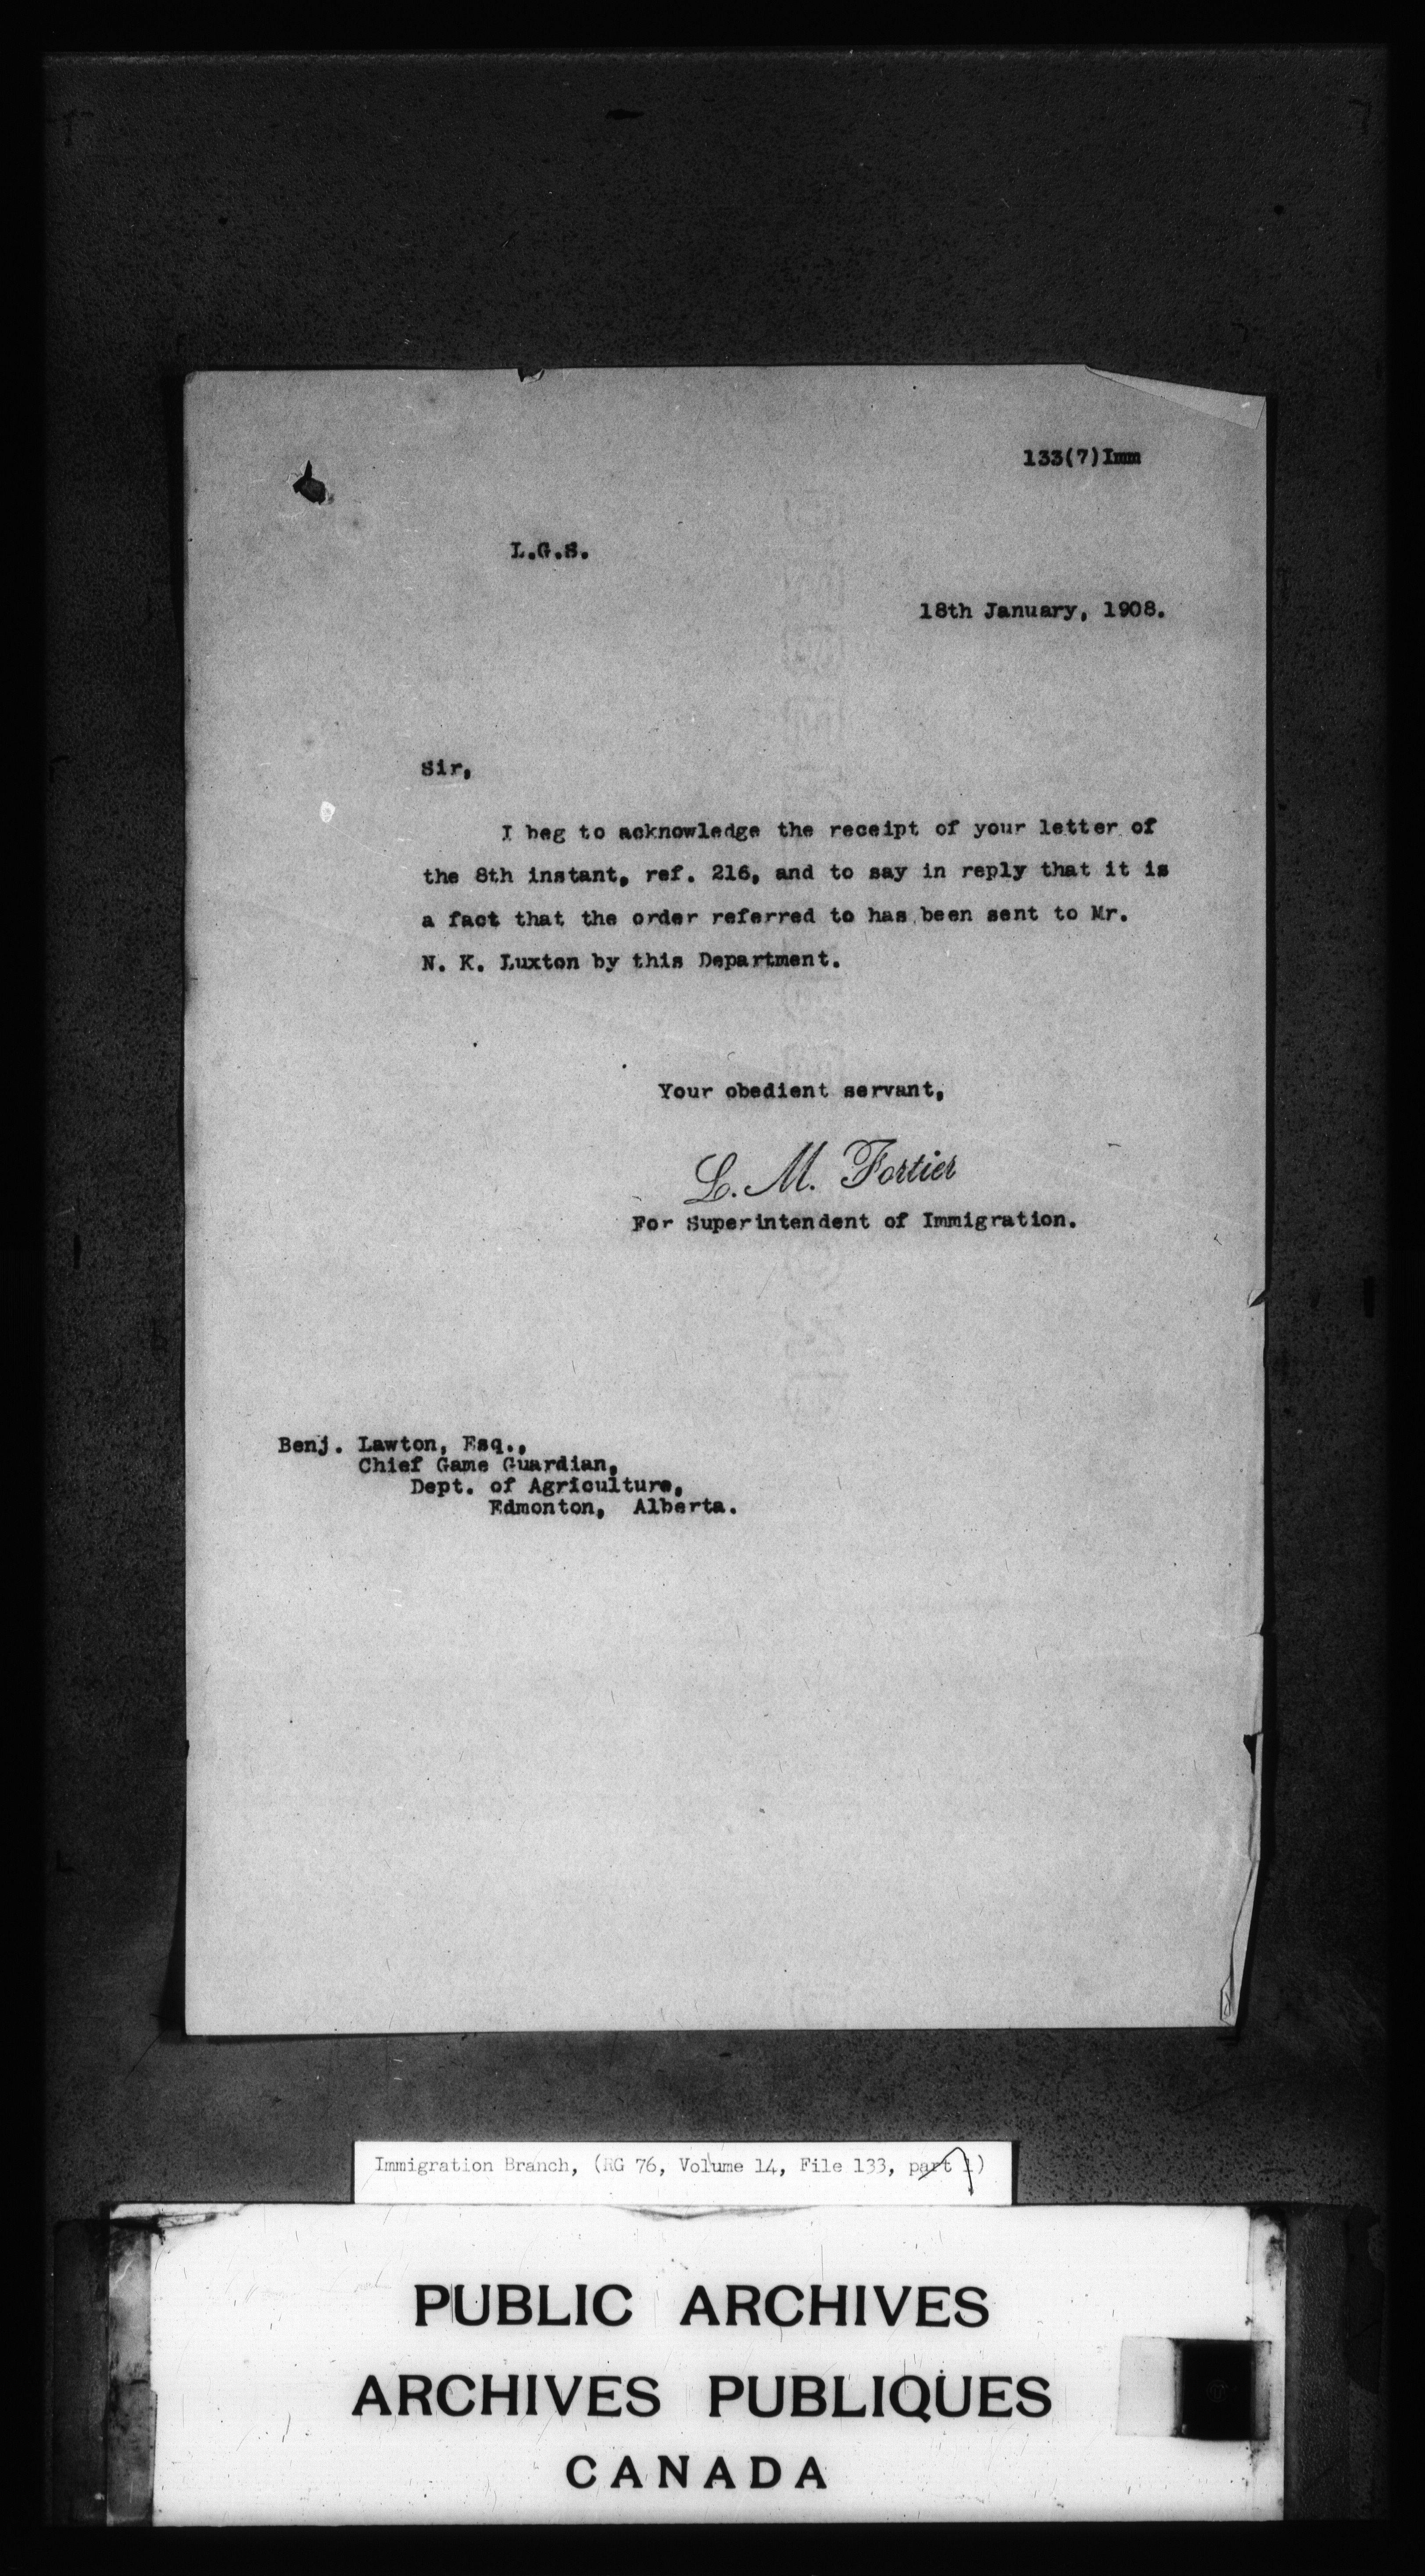 133(7)Imm
L.G.S.
18th January, 1908.
Sir,
I beg to acknowledge the receipt of your letter of
the 8th instant, ref. 216, and to say in reply that it is
a fact that the order referred to has been sent to Mr.
N. K. Luxton by this Department.
Your obedient servant,
L. M. Fortier
For Superintendent of Immigration.
Benj. Lawton, Esq.,
Chief Game Guardian,
Dept. of Agriculture,
Edmonton, Alberta.
Immigration Branch, (RG 76, Volume 14, File 133, part 1)
PUBLIC ARCHIVES
ARCHIVES PUBLIQUES
CANADA